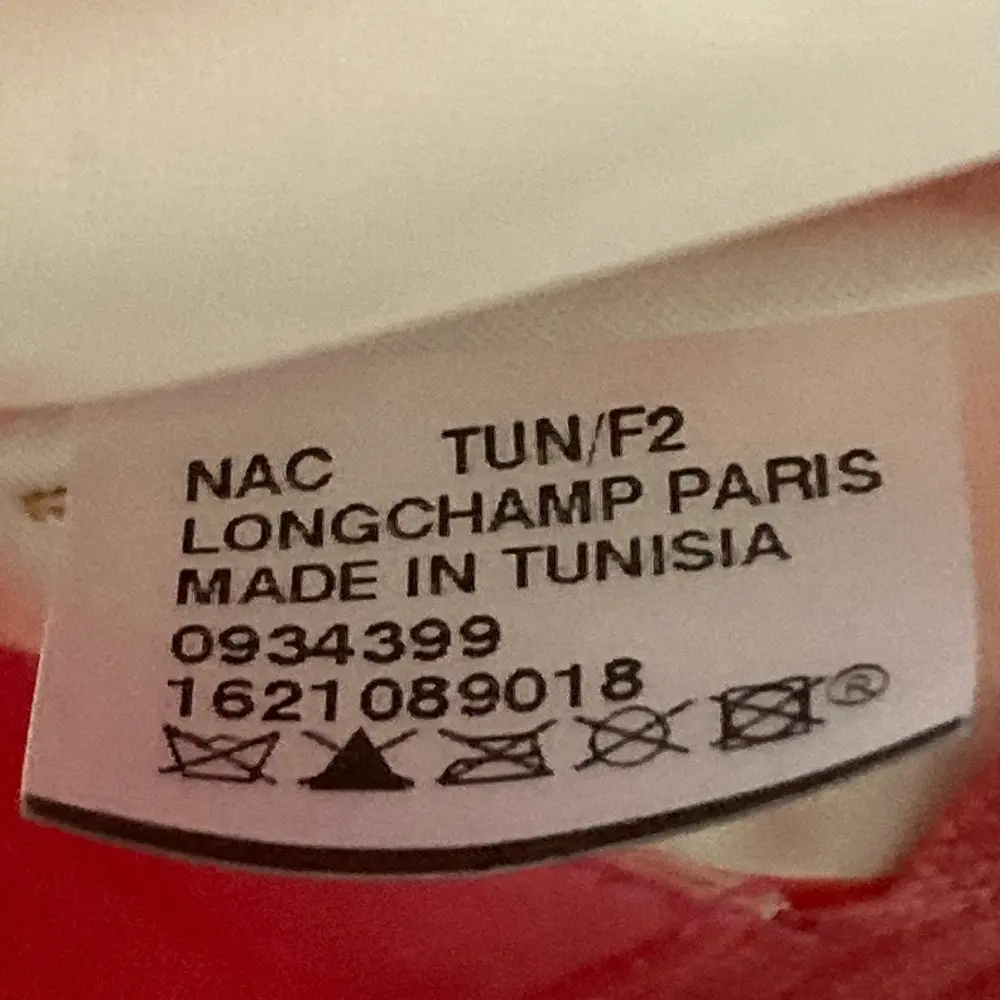 NAC TUN/F2
LONGCHAMP PARIS
MADE IN TUNISIA
0934399
1621089018
®